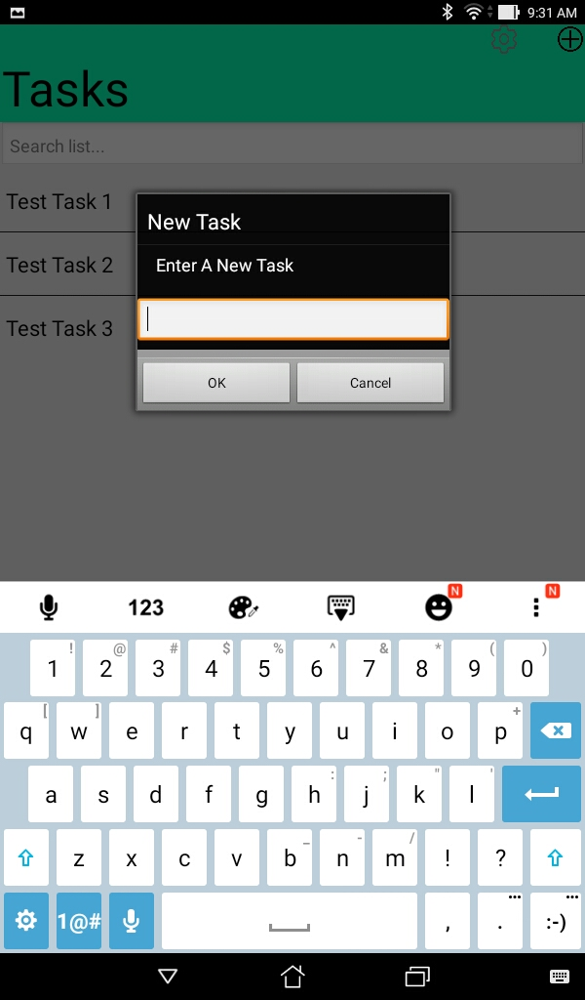 9:31 AM
Tasks
Search list...
Test Task 1
Test Task 2
Test Task 3
New Task
Enter A New Task
OK Cancel
123 N N
! @ # $ % ^ & * ( )
1 2 3 4 5 6 7 8 9 0
[ ] +
q w e r t y u i o p
: ; " '
a s d f g h j k l
_ - /
z x c v b n m ! ?
1@# , . :-)